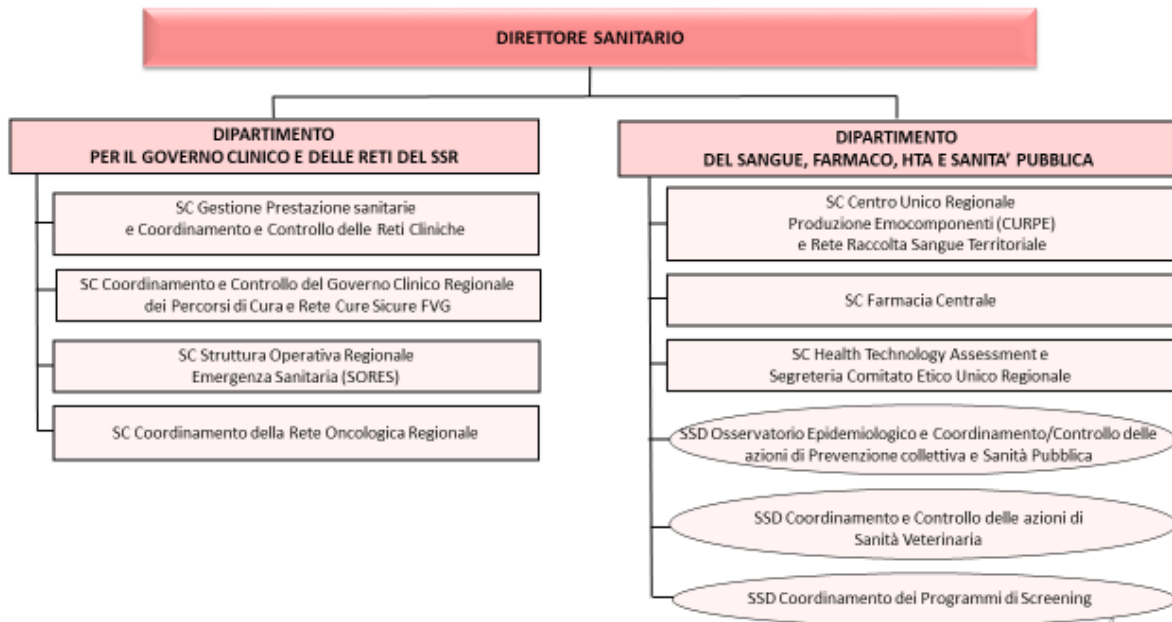 DIRETTORE SANITARIO
DIPARTIMENTO
PER IL GOVERNO CLINICO E DELLE RETI DEL SSR
SC Gestione Prestazione sanitarie
e Coordinamento e Controllo delle Reti Cliniche
SC Coordinamento e Controllo del Governo Clinico Regionale
dei Percorsi di Cura e Rete Cure Sicure FVG
SC Struttura Operativa Regionale
Emergenza Sanitaria (SORES)
SC Coordinamento della Rete Oncologica Regionale
DIPARTIMENTO
DEL SANGUE, FARMACO, HTA E SANITA’ PUBBLICA
SC Centro Unico Regionale
Produzione Emocomponenti (CURPE)
e Rete Raccolta Sangue Territoriale
SC Farmacia Centrale
SC Health Technology Assessment e
Segreteria Comitato Etico Unico Regionale
SSD Osservatorio Epidemiologico e Coordinamento/Controllo delle
azioni di Prevenzione collettiva e Sanità Pubblica
SSD Coordinamento e Controllo delle azioni di
Sanità Veterinaria
SSD Coordinamento dei Programmi di Screening